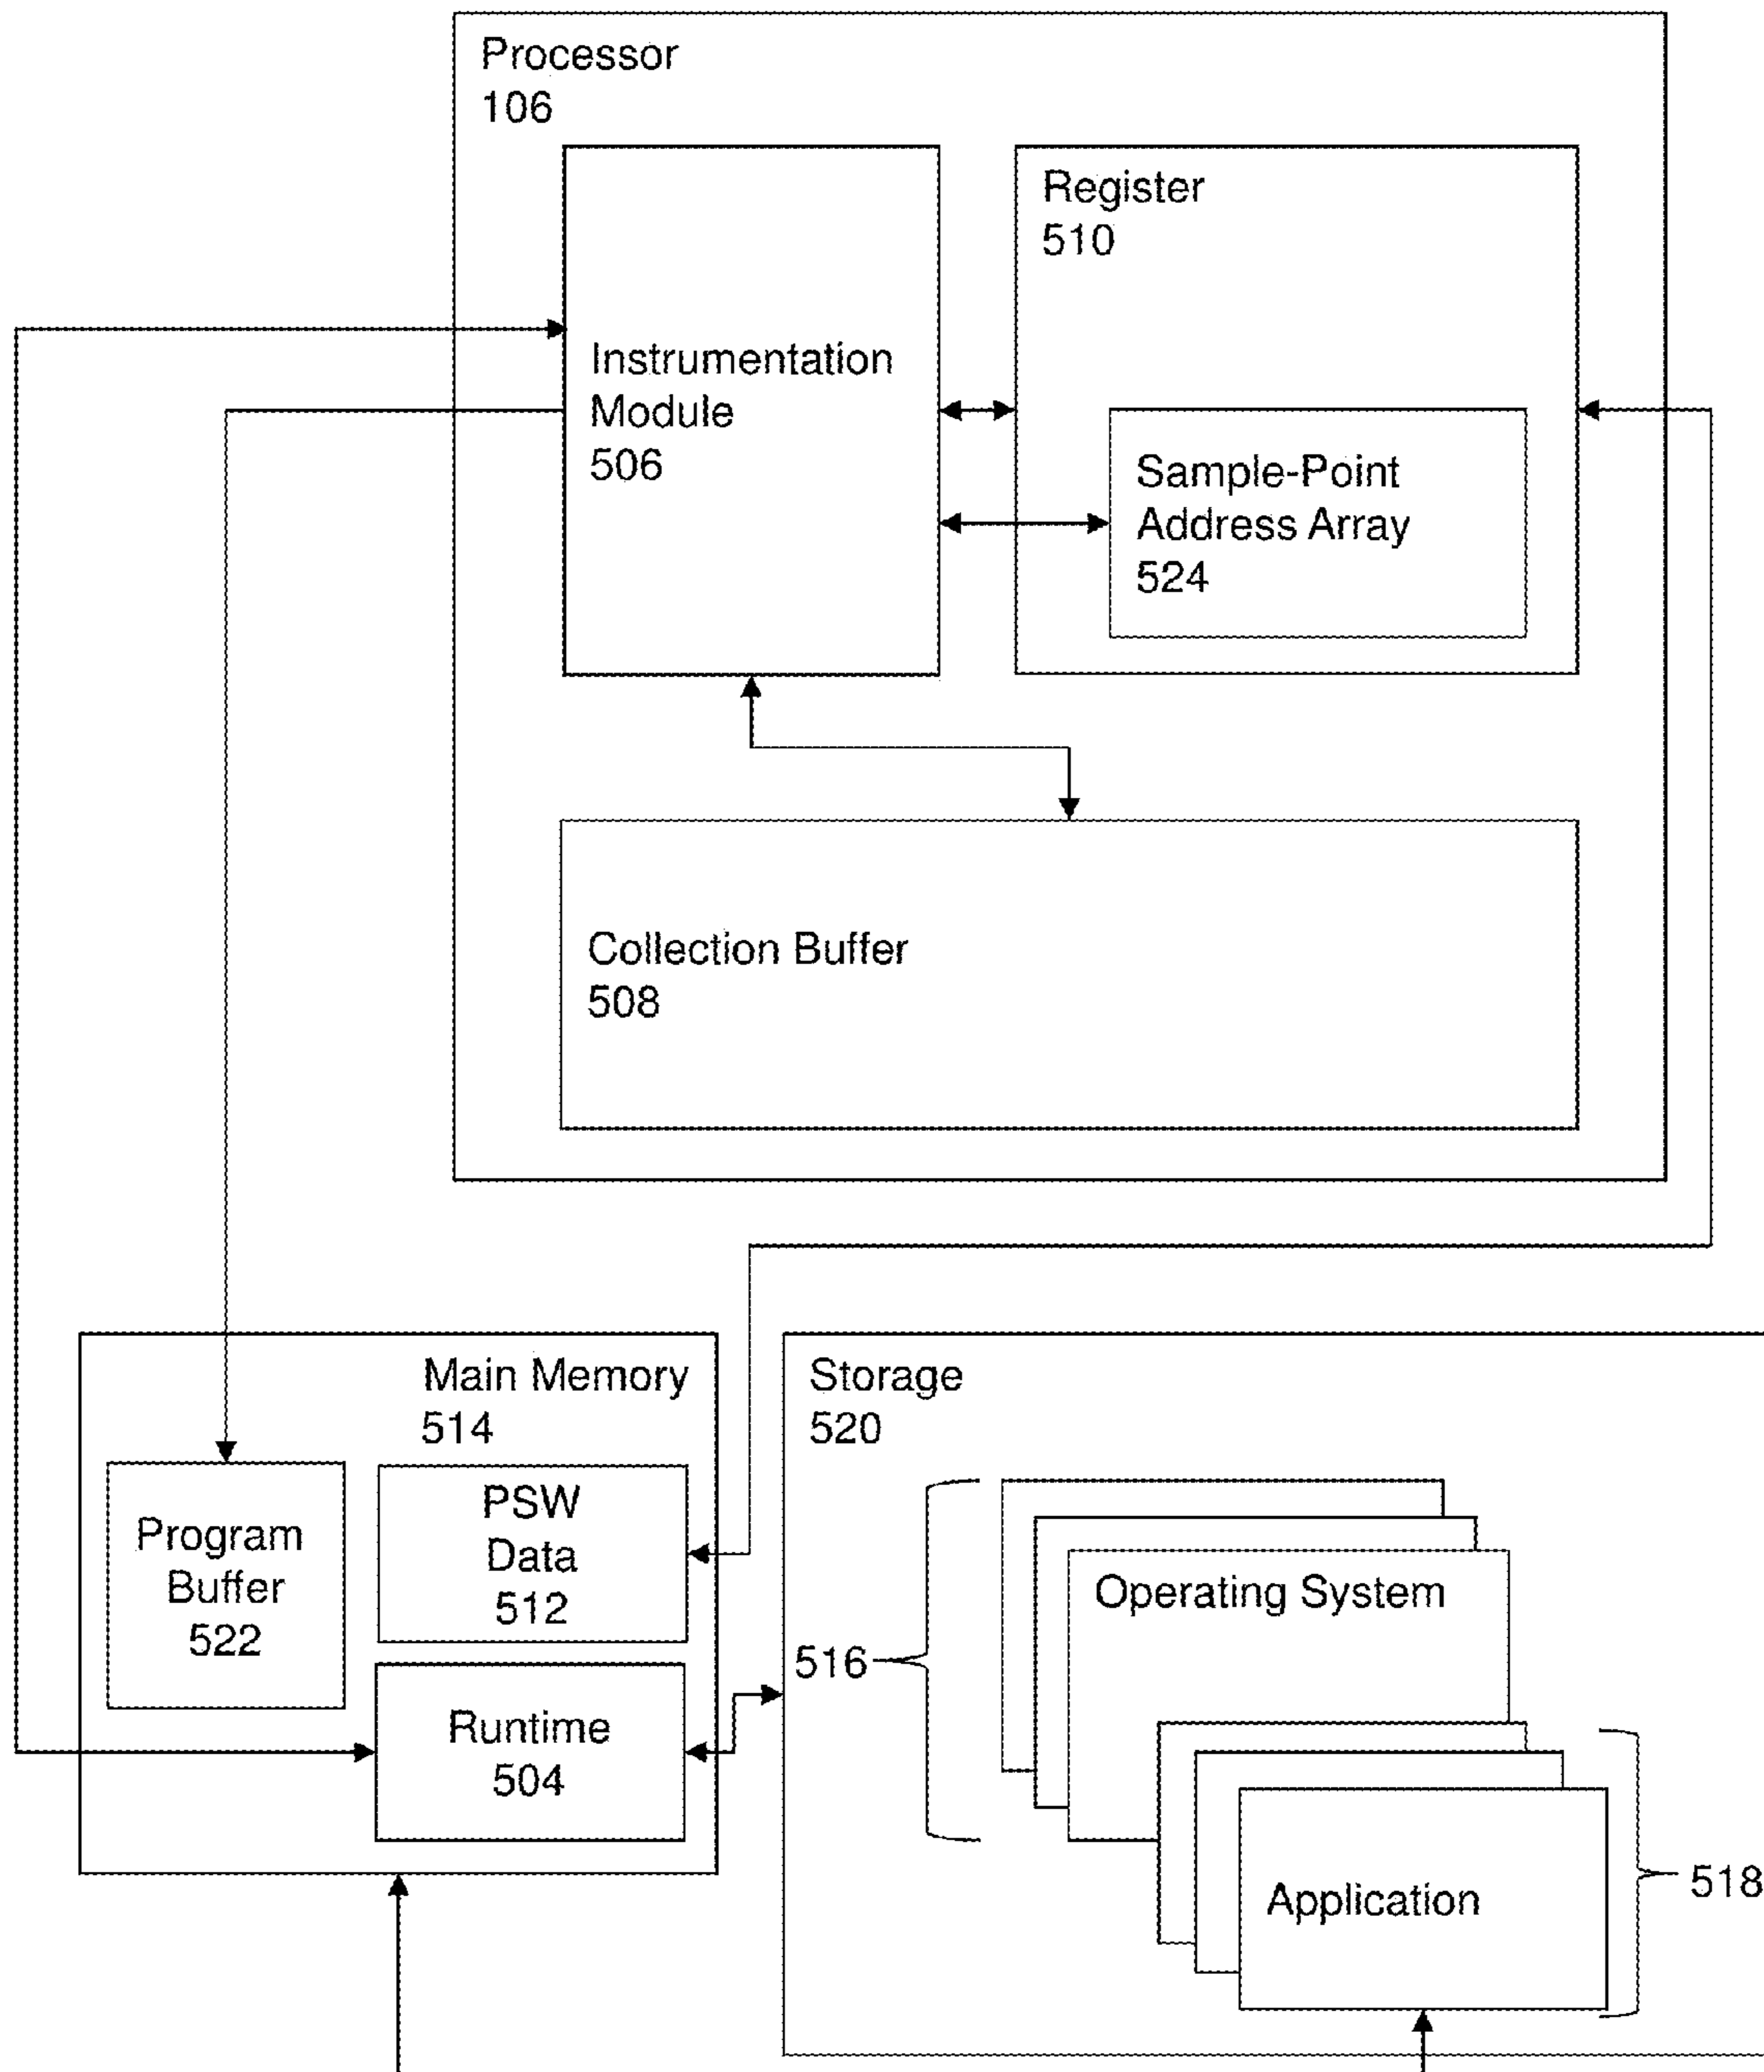 Processor
106
Register
510
Instrumentation
Module
506
Sample-Point
Address Array
524
Collection Buffer
508
Main Memory
514
Program
Buffer
522
PSW
Data
512
Runtime
504
Storage
520
516
Operating System
Application
518